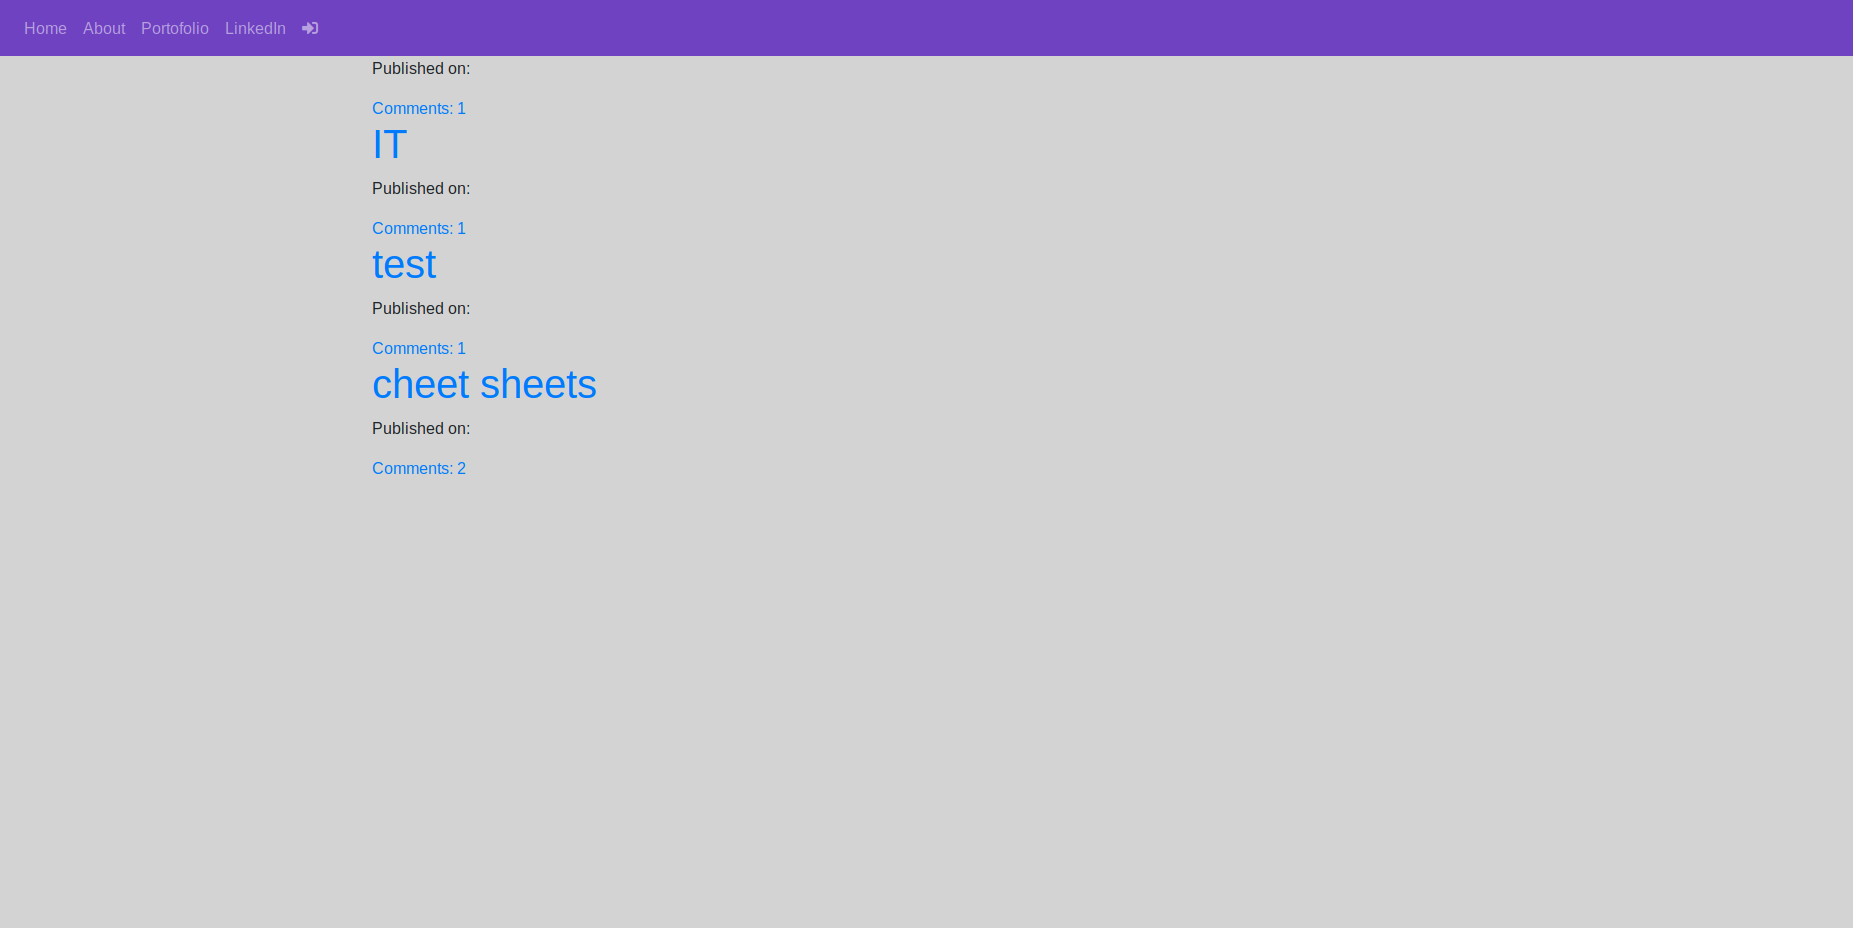 Home About Portofolio LinkedIn
Published on:
Comments: 1
IT
Published on:
Comments: 1
test
Published on:
Comments: 1
cheet sheets
Published on:
Comments: 2